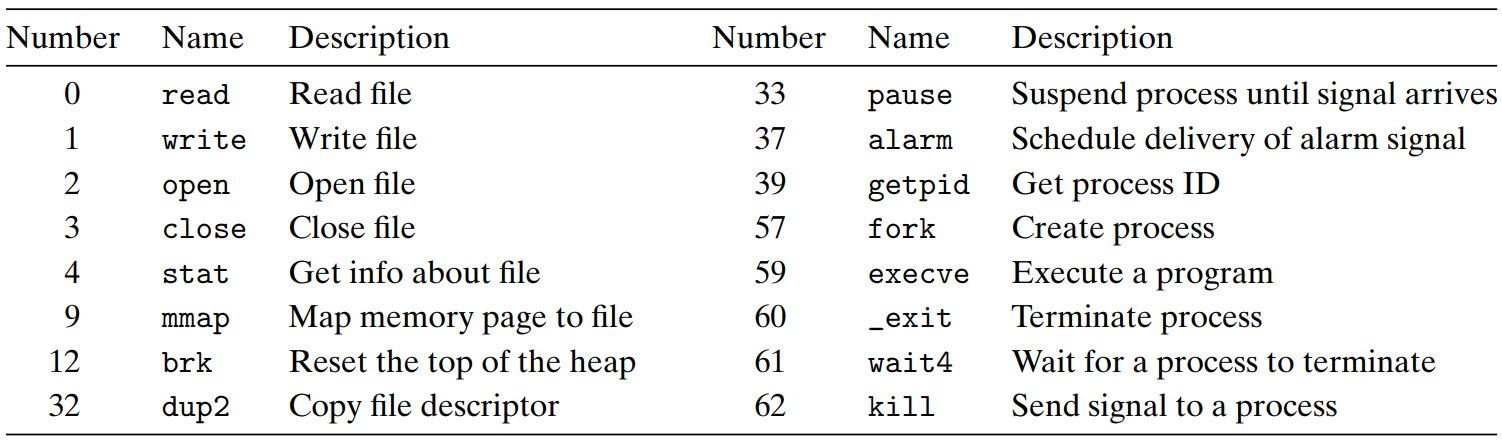 Number Name Description Number Name Description
0 read Read file 33 pause Suspend process until signal arrives
1 write Write file 37 alarm Schedule delivery of alarm signal
2 open Open file 39 getpid Get process ID
3 close Close file 57 fork Create process
4 stat Get info about file 59 execve Execute a program
9 mmap Map memory page to file 60 _exit Terminate process
12 brk Reset the top of the heap 61 wait4 Wait for a process to terminate
32 dup2 Copy file descriptor 62 kill Send signal to a process